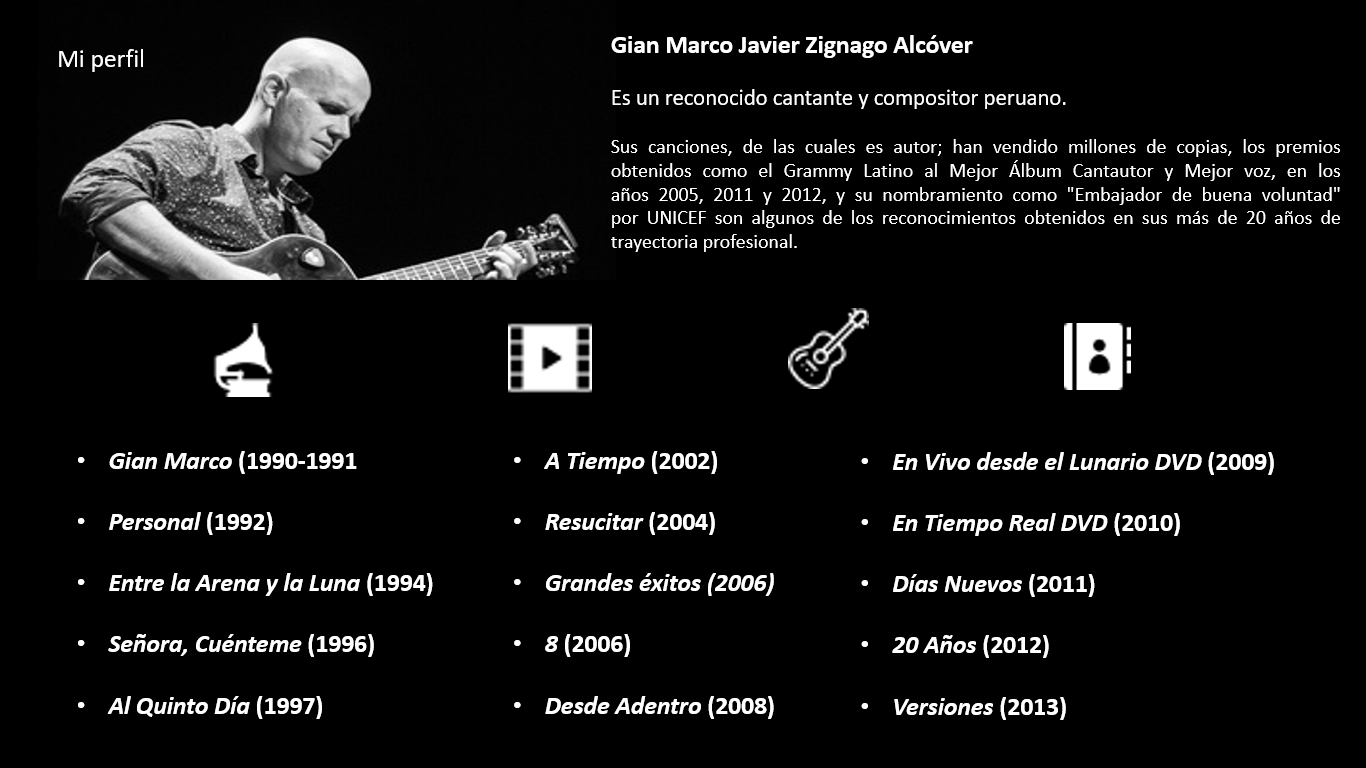 Mi perfil
Gian Marco Javier Zignago Alcóver
Es un reconocido cantante y compositor peruano.
Sus canciones, de las cuales es autor; han vendido millones de copias, los premios
obtenidos como el Grammy Latino al Mejor Álbum Cantautor y Mejor voz, en los
años 2005, 2011 y 2012, y su nombramiento como "Embajador de buena voluntad"
por UNICEF son algunos de los reconocimientos obtenidos en sus más de 20 años de
trayectoria profesional.
• Gian Marco (1990-1991
• Personal (1992)
• Entre la Arena y la Luna (1994)
• Señora, Cuénteme (1996)
• Al Quinto Día (1997)
• A Tiempo (2002)
• Resucitar (2004)
• Grandes éxitos (2006)
• 8 (2006)
• Desde Adentro (2008)
• En Vivo desde el Lunario DVD (2009)
• En Tiempo Real DVD (2010)
• Días Nuevos (2011)
• 20 Años (2012)
• Versiones (2013)